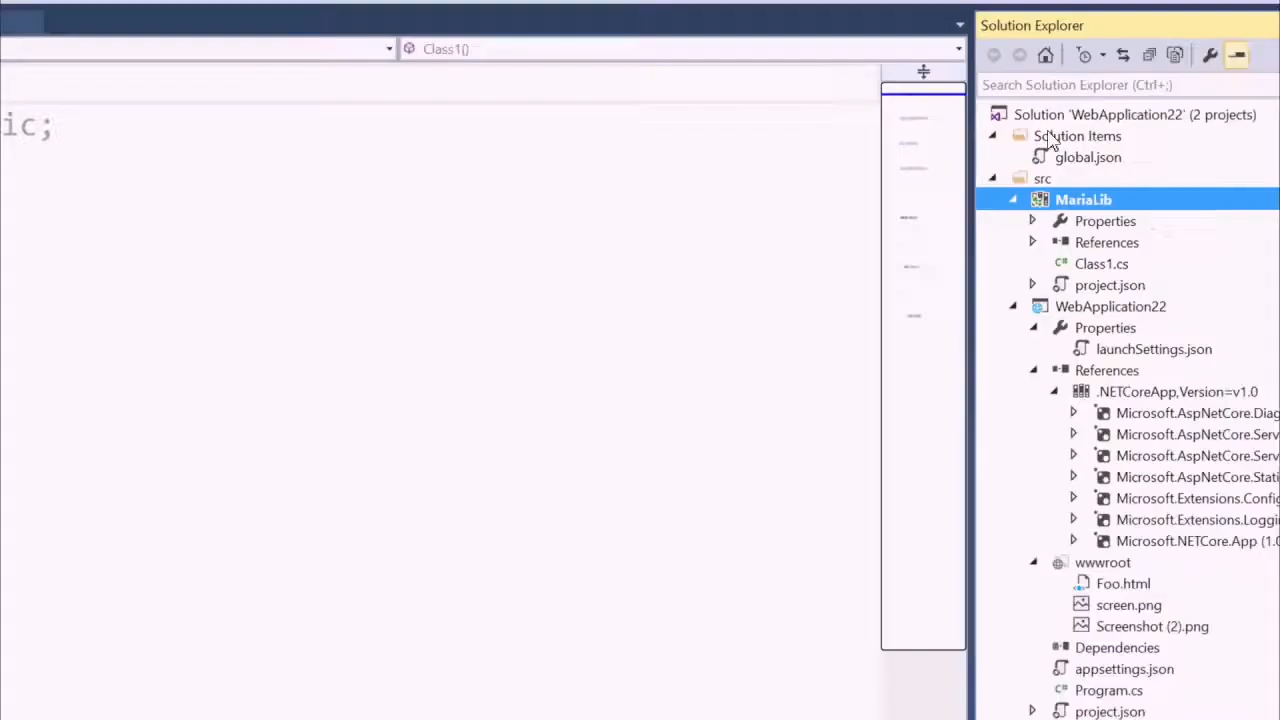 Solution Explorer
Class1()
Search Solution Explorer (Ctrl+;)
Solution 'WebApplication22' (2 projects)
ic;
Solution Items
global.json
src
MariaLib
Properties
References
Class1.cs
project.json
WebApplication22
Properties
launchSettings.json
References
.NETCoreApp,Version=v1.0
Microsoft.AspNetCore.Diag
Microsoft.AspNetCore.Serv
Microsoft.AspNetCore.Serv
Microsoft.AspNetCore.Stati
Microsoft.Extensions.Config
Microsoft.Extensions.Loggi
Microsoft.NETCore.App (1.0
wwwroot
Foo.html
screen.png
Screenshot (2).png
Dependencies
appsettings.json
Program.cs
project.json